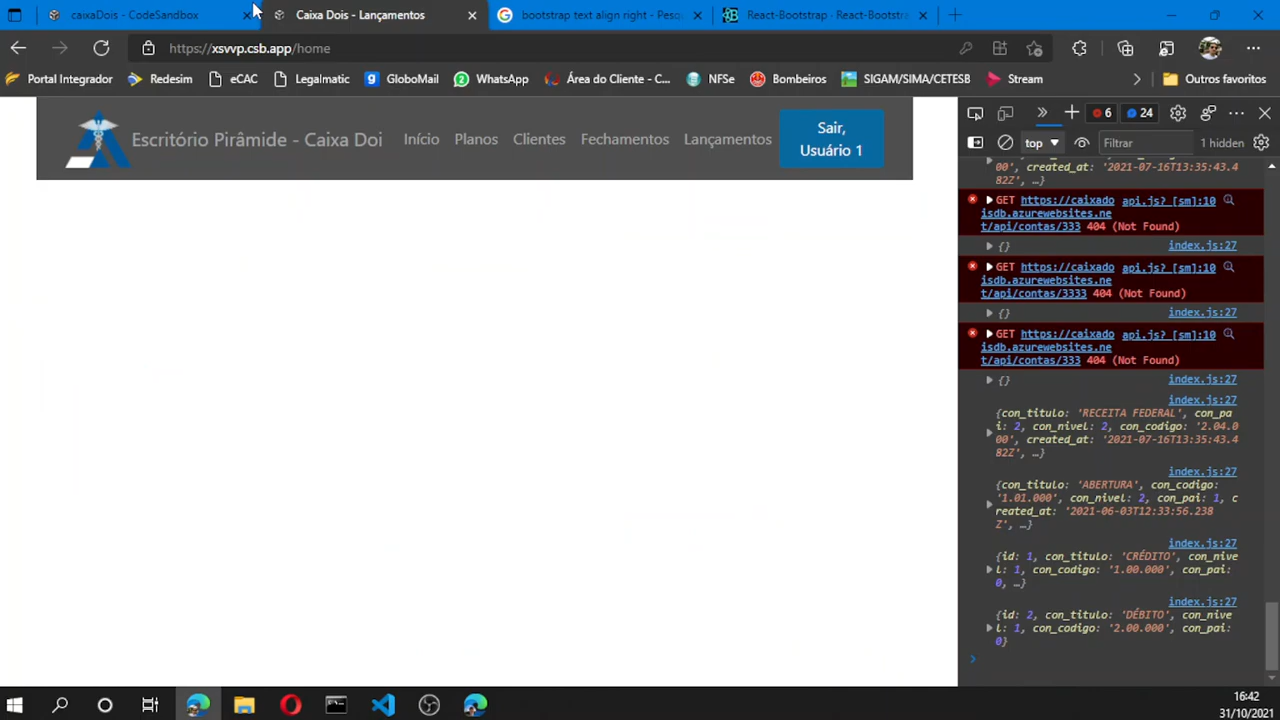 caixaDois - CodeSandbox
Caixa Dois - Lançamentos
bootstrap text align right - Pesq
React-Bootstrap · React-Bootstra
https://xsvvp.csb.app/home
Portal Integrador
Redesim
eCAC
Legalmatic
GloboMail
WhatsApp
Área do Cliente - C...
NFSe
Bombeiros
SIGAM/SIMA/CETESB
Stream
Outros favoritos
Escritório Pirâmide - Caixa Doi
Início
Planos
Clientes
Fechamentos
Lançamentos
Sair,
Usuário 1
6
24
top
Filtrar
1 hidden
00', created_at: '2021-07-16T13:35:43.4
82Z', …}
GET https://caixado api.js? [sm]:10
isdb.azurewebsites.ne
t/api/contas/333 404 (Not Found)
{} index.js:27
GET https://caixado api.js? [sm]:10
isdb.azurewebsites.ne
t/api/contas/3333 404 (Not Found)
{} index.js:27
GET https://caixado api.js? [sm]:10
isdb.azurewebsites.ne
t/api/contas/333 404 (Not Found)
{} index.js:27
index.js:27
{con_titulo: 'RECEITA FEDERAL', con_pa
i: 2, con_nivel: 2, con_codigo: '2.04.0
00', created_at: '2021-07-16T13:35:43.4
82Z', …}
index.js:27
{con_titulo: 'ABERTURA', con_codigo:
'1.01.000', con_nivel: 2, con_pai: 1, c
reated_at: '2021-06-03T12:33:56.238
Z', …}
index.js:27
{id: 1, con_titulo: 'CRÉDITO', con_nive
l: 1, con_codigo: '1.00.000', con_pai:
0, …}
index.js:27
{id: 2, con_titulo: 'DÉBITO', con_nive
l: 1, con_codigo: '2.00.000', con_pai:
0}
16:42
31/10/2021